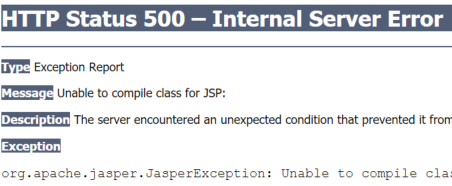 HTTP Status 500 – Internal Server Error
Type Exception Report
Message Unable to compile class for JSP:
Description The server encountered an unexpected condition that prevented it from
Exception
org.apache.jasper.JasperException: Unable to compile clas